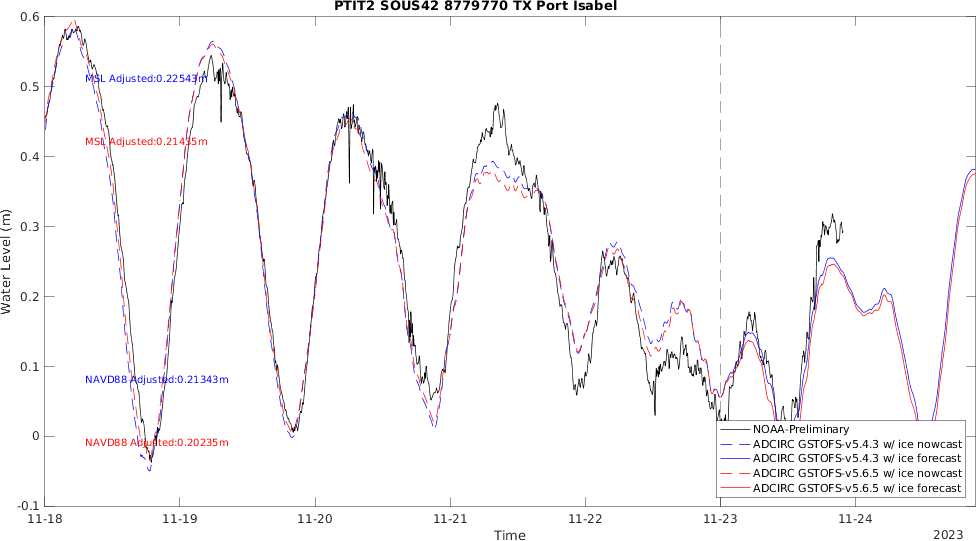 PTIT2 SOUS42 8779770 TX Port Isabel
0.6
0.5
0.4
0.3
0.2
0.1
0
-0.1
Water Level (m)
MSL Adjusted:0.22543m
MSL Adjusted:0.21435m
NAVD88 Adjusted:0.21343m
NAVD88 Adjusted:0.20235m
NOAA-Preliminary
ADCIRC GSTOFS-v5.4.3 w/ ice nowcast
ADCIRC GSTOFS-v5.4.3 w/ ice forecast
ADCIRC GSTOFS-v5.6.5 w/ ice nowcast
ADCIRC GSTOFS-v5.6.5 w/ ice forecast
11-18 11-19 11-20 11-21 11-22 11-23 11-24
Time
2023